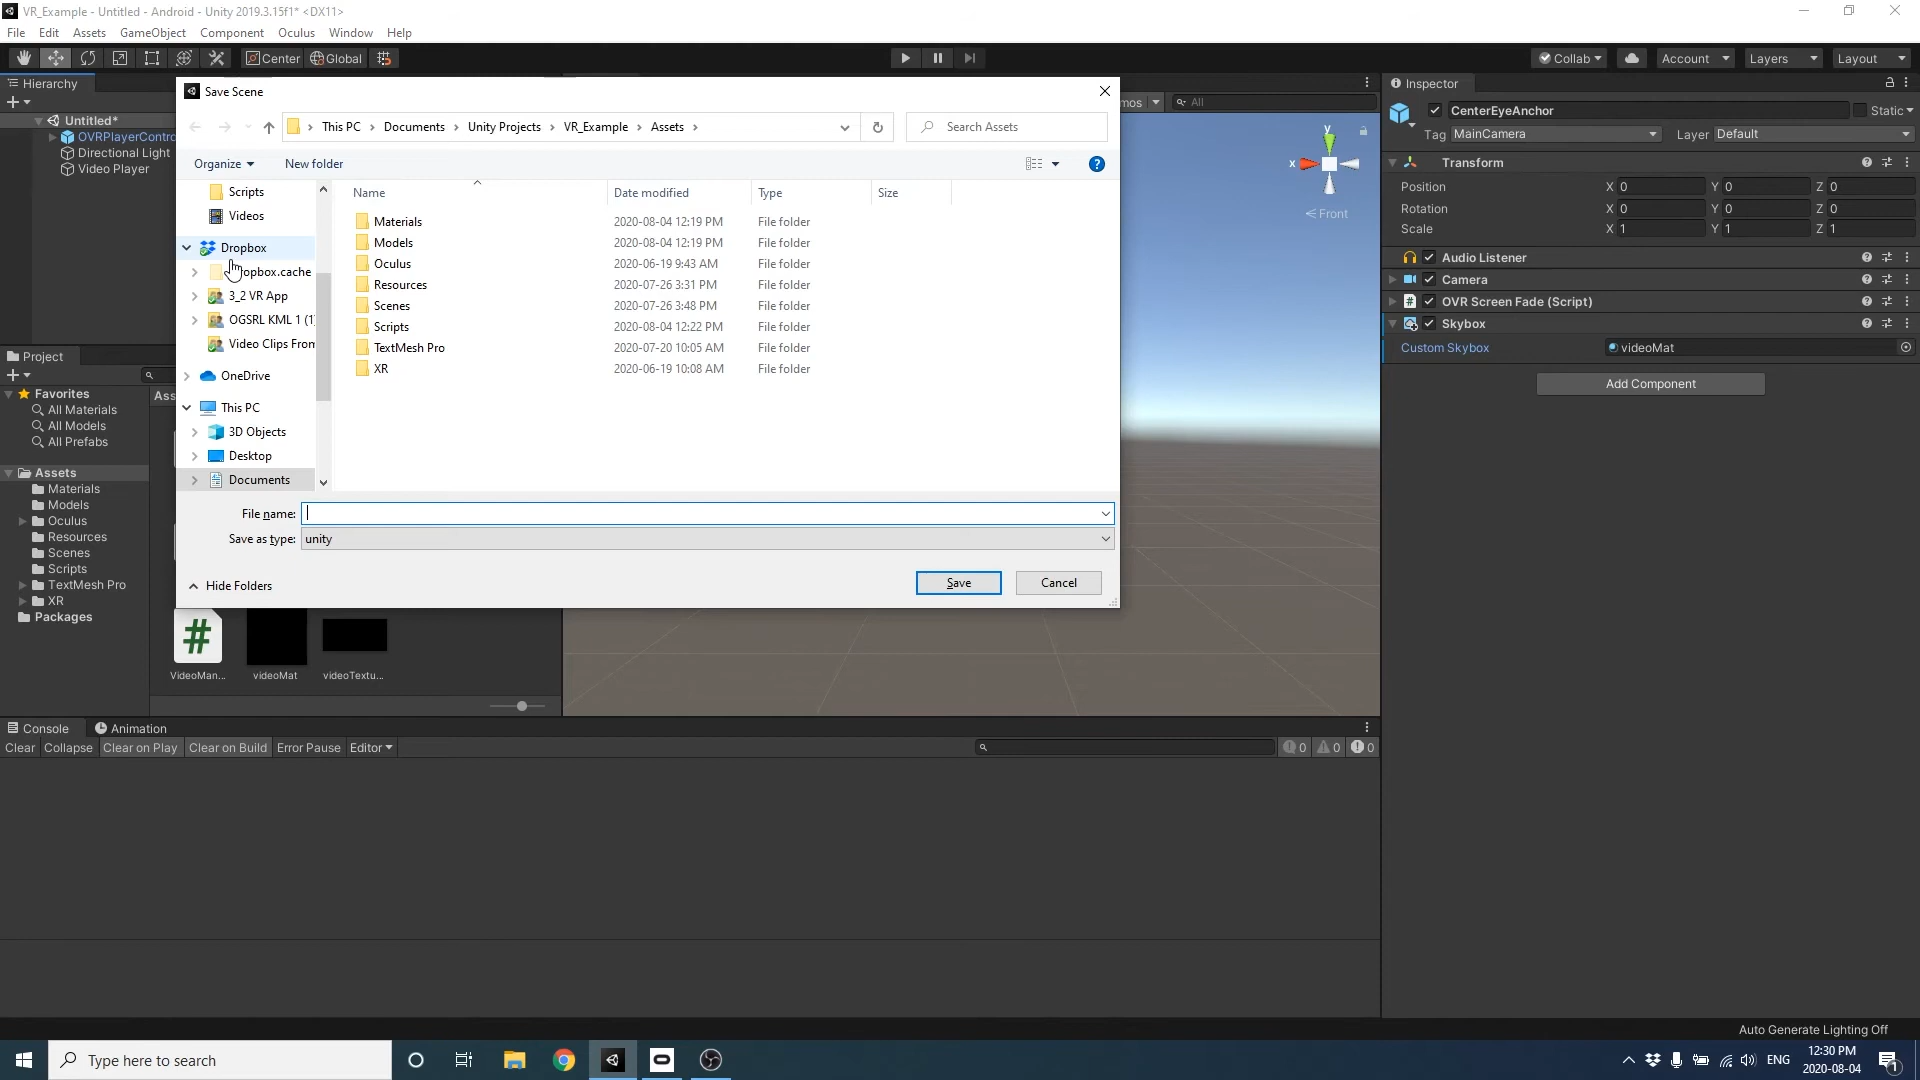 VR_Example - Untitled - Android - Unity 2019.3.15f1* <DX11>
File Edit Assets GameObject Component Oculus Window Help
Center Global
Collab Account Layers Layout
Hierarchy
Untitled*
OVRPlayerContro
Directional Light
Video Player
Save Scene
This PC > Documents > Unity Projects > VR_Example > Assets >
Search Assets
Organize New folder
Scripts
Videos
Dropbox
opbox.cache
3_2 VR App
OGSRL KML 1 (1)
Video Clips From
OneDrive
This PC
3D Objects
Desktop
Documents
Name Date modified Type Size
Materials 2020-08-04 12:19 PM File folder
Models 2020-08-04 12:19 PM File folder
Oculus 2020-06-19 9:43 AM File folder
Resources 2020-07-26 3:31 PM File folder
Scenes 2020-07-26 3:48 PM File folder
Scripts 2020-08-04 12:22 PM File folder
TextMesh Pro 2020-07-20 10:05 AM File folder
XR 2020-06-19 10:08 AM File folder
File name:
Save as type: unity
Hide Folders
Save Cancel
mos All
y
x
< Front
Inspector
CenterEyeAnchor Static
Tag MainCamera Layer Default
Transform
Position X 0 Y 0 Z 0
Rotation X 0 Y 0 Z 0
Scale X 1 Y 1 Z 1
Audio Listener
Camera
OVR Screen Fade (Script)
Skybox
Custom Skybox videoMat
Add Component
Project
Favorites
All Materials
All Models
All Prefabs
Assets
Materials
Models
Oculus
Resources
Scenes
Scripts
TextMesh Pro
XR
Packages
Ass
VideoMan...
videoMat
videoTextu...
Console Animation
Clear Collapse Clear on Play Clear on Build Error Pause Editor
0 0 0
Auto Generate Lighting Off
Type here to search
ENG
12:30 PM
2020-08-04
1